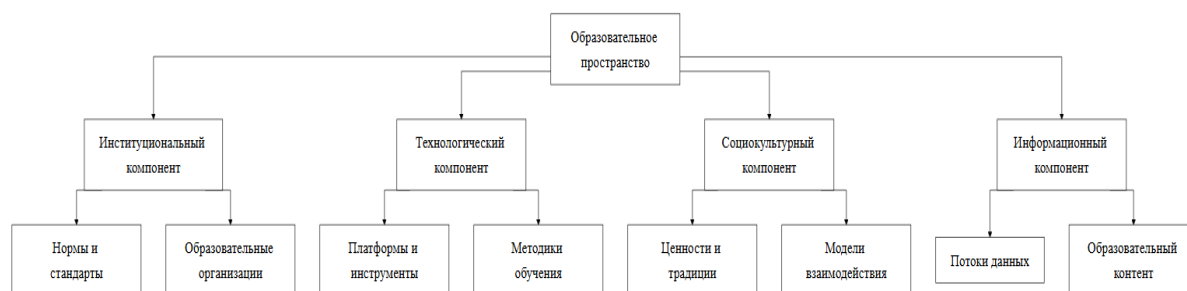 Образовательное
пространство
Институциональный
компонент
Технологический
компонент
Социокультурный
компонент
Информационный
компонент
Нормы и
стандарты
Образовательные
организации
Платформы и
инструменты
Методики
обучения
Ценности и
традиции
Модели
взаимодействия
Потоки данных
Образовательный
контент